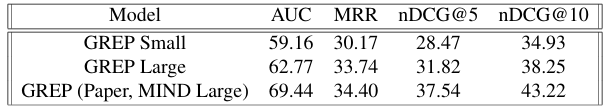 Model AUC MRR nDCG@5 nDCG@10
GREP Small 59.16 30.17 28.47 34.93
GREP Large 62.77 33.74 31.82 38.25
GREP (Paper, MIND Large) 69.44 34.40 37.54 43.22